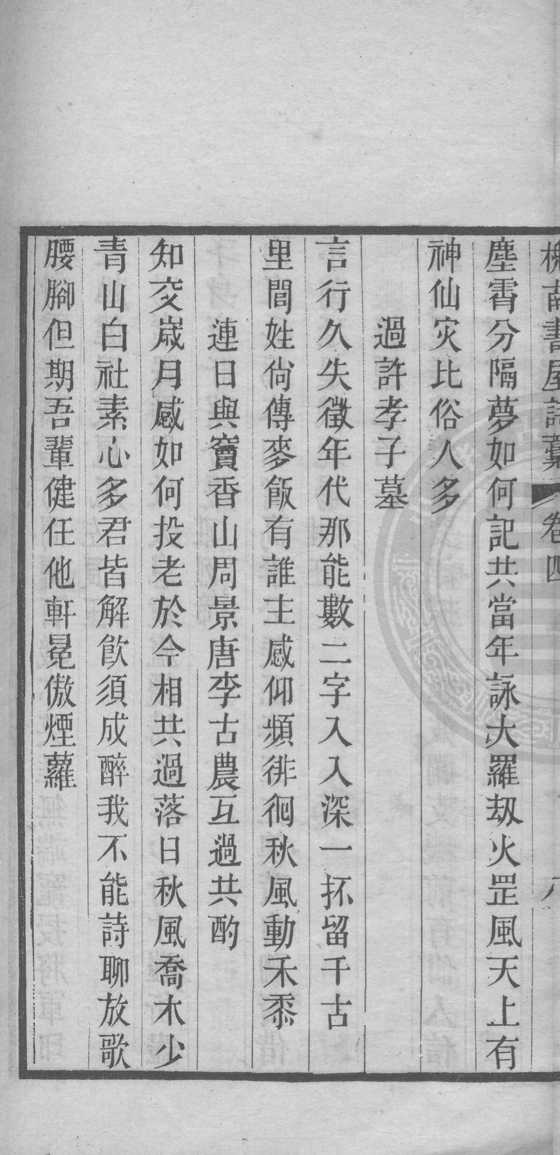 書屋詩藁 卷四
塵霄分隔夢如何記共當年詠大羅刼火罡風天上有
神仙灾比俗人多
過許孝子墓
言行久失徵年代那能數二字入人深一抔留千古
里閭姓尙傳麥飯有誰主感仰頻徘徊秋風動禾黍
連日與竇香山周景唐李古農互過共酌
知交歲月感如何投老於今相共過落日秋風喬木少
青山白社素心多君皆解飮須成醉我不能詩聊放歌
腰腳但期吾輩健任他軒冕傲煙蘿